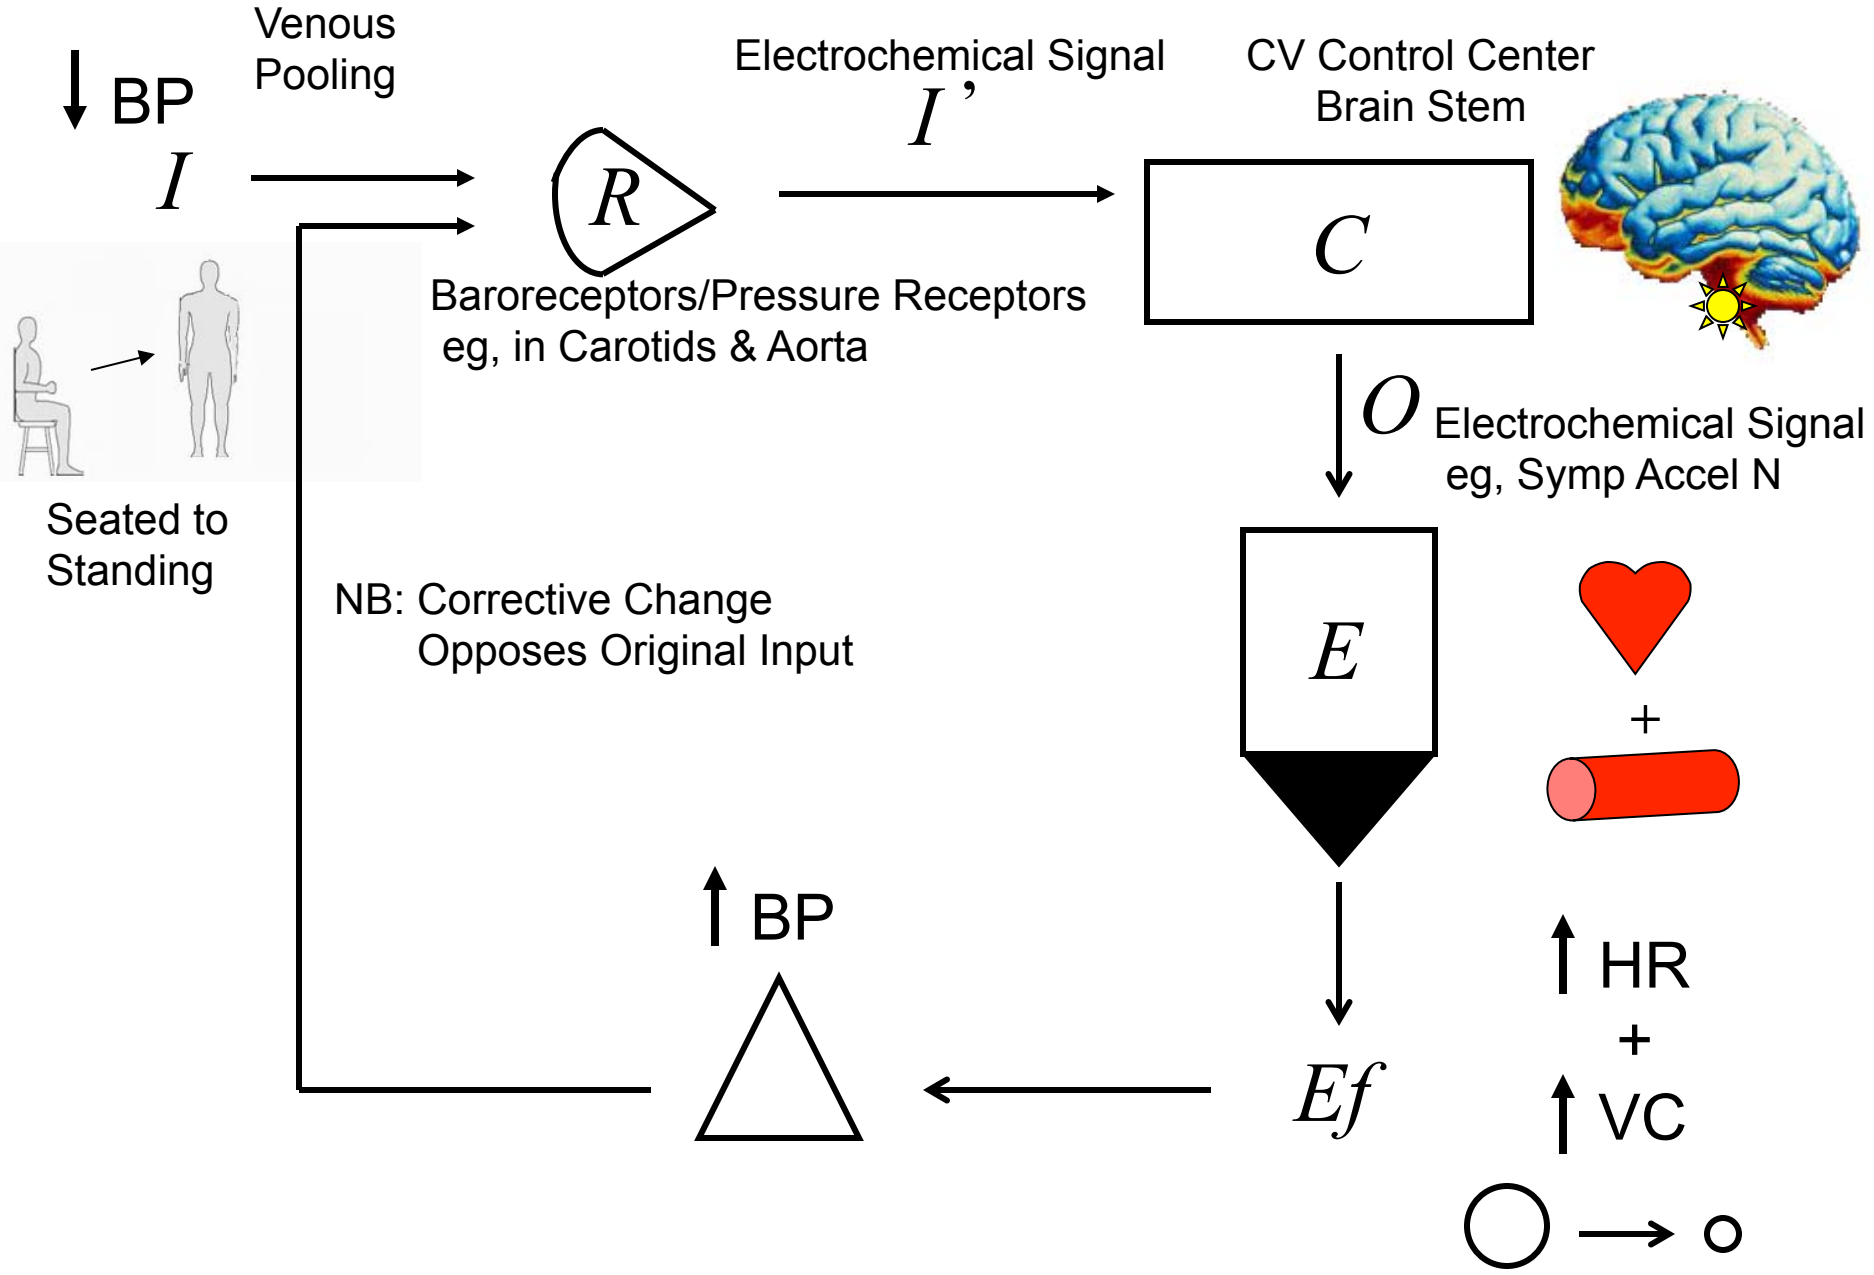 Venous
Pooling
BP
I
Electrochemical Signal
I’
CV Control Center
Brain Stem
R
C
Baroreceptors/Pressure Receptors
eg, in Carotids & Aorta
O
Electrochemical Signal
eg, Symp Accel N
Seated to
Standing
NB: Corrective Change
Opposes Original Input
E
+
BP
HR
+
VC
Ef